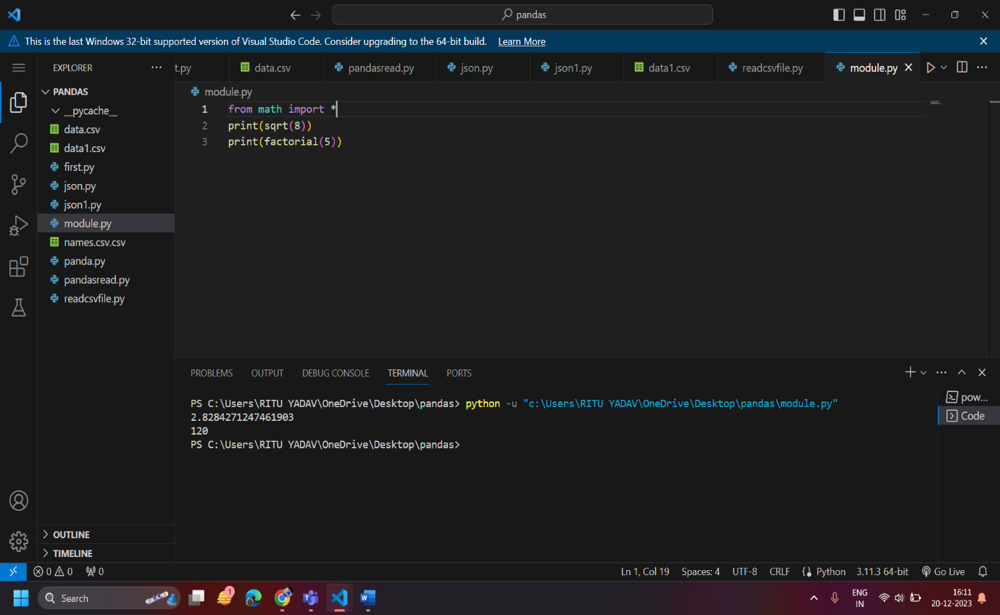 pandas
This is the last Windows 32-bit supported version of Visual Studio Code. Consider upgrading to the 64-bit build. Learn More
EXPLORER
t.py data.csv pandasread.py json.py json1.py data1.csv readcsvfile.py module.py
PANDAS
__pycache__
data.csv
data1.csv
first.py
json.py
json1.py
module.py
names.csv.csv
panda.py
pandasread.py
readcsvfile.py
OUTLINE
TIMELINE
module.py
1 from math import *
2 print(sqrt(8))
3 print(factorial(5))
PROBLEMS OUTPUT DEBUG CONSOLE TERMINAL PORTS
PS C:\Users\RITU YADAV\OneDrive\Desktop\pandas> python -u "c:\Users\RITU YADAV\OneDrive\Desktop\pandas\module.py"
2.8284271247461903
120
PS C:\Users\RITU YADAV\OneDrive\Desktop\pandas>
pow...
Code
0 0 0 Ln 1, Col 19 Spaces: 4 UTF-8 CRLF Python 3.11.3 64-bit Go Live
Search 1 ENG 16:11
IN 20-12-2023